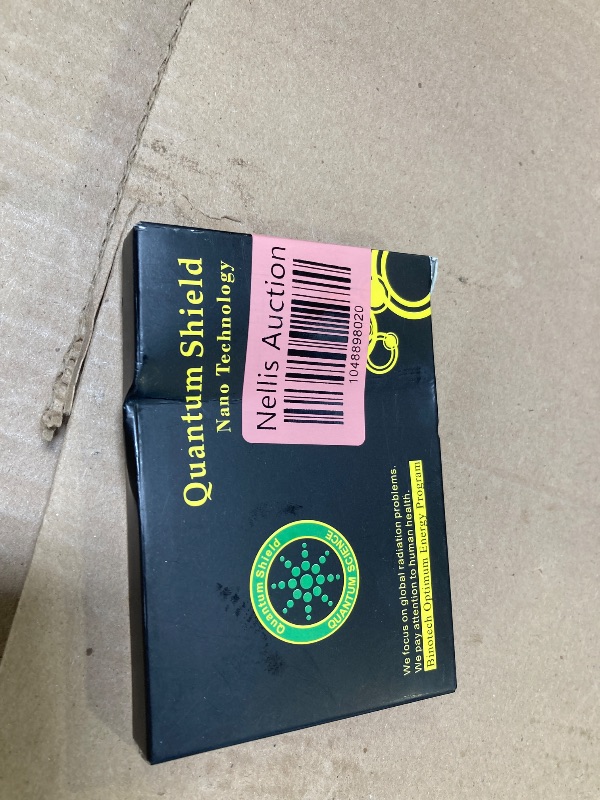 Quantum Shield
Nano Technology
Nellis Auction
1048898020
Quantum Shield
QUANTUM SCIENCE
We focus on global radiation problems.
We pay attention to human health.
Binotech Optimum Energy Program